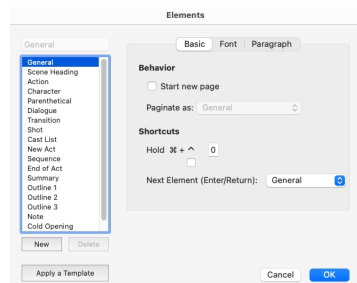 Elements
General
Basic Font Paragraph
General
Scene Heading
Action
Character
Parenthetical
Dialogue
Transition
Shot
Cast List
New Act
Sequence
End of Act
Summary
Outline 1
Outline 2
Outline 3
Note
Cold Opening
Behavior
Start new page
Paginate as: General
Shortcuts
Hold ⌘ + ^ 0
Next Element (Enter/Return): General
New Delete
Apply a Template
Cancel OK